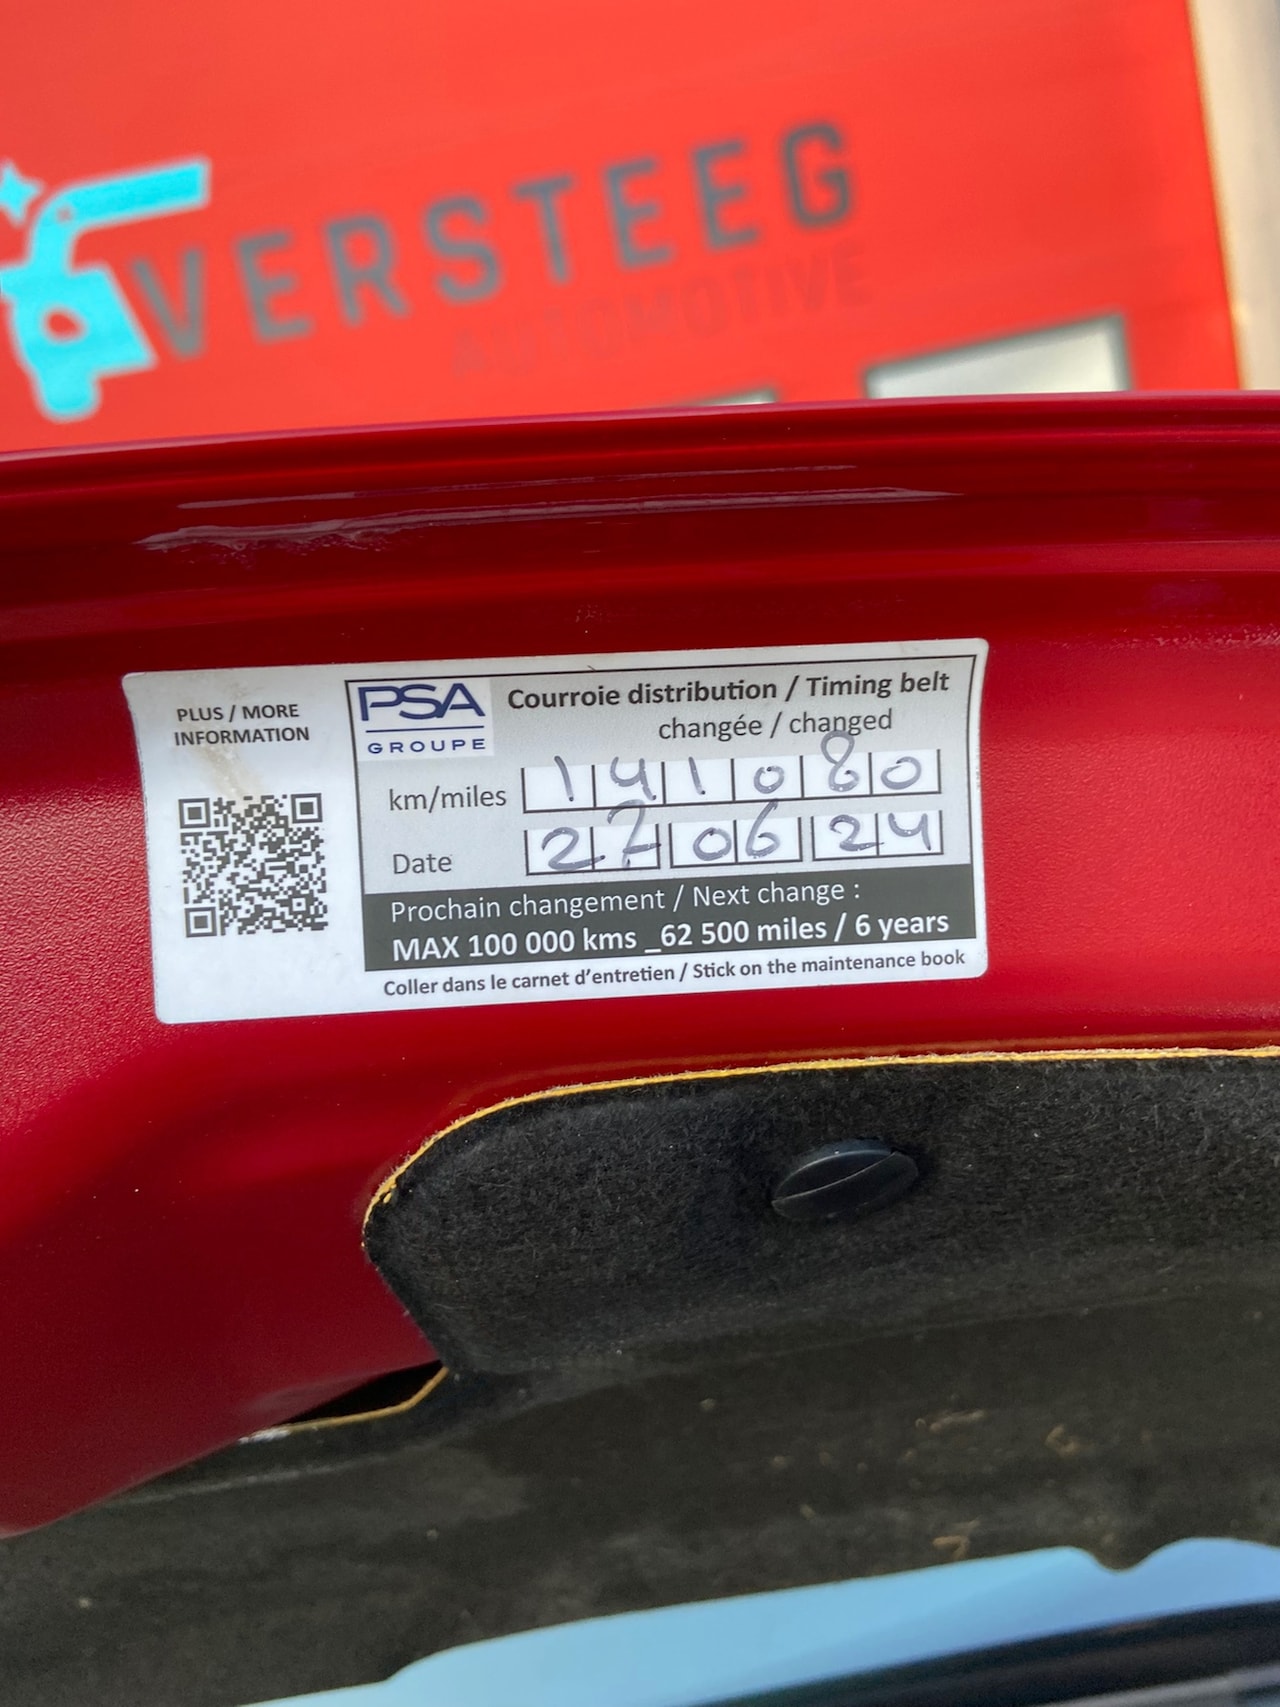 VERSTEEG
AUTOMOTIVE
PLUS / MORE
INFORMATION
PSA
GROUPE
Courroie distribution / Timing belt
changée / changed
km/miles 141080
Date 27 06 24
Prochain changement / Next change :
MAX 100 000 kms _62 500 miles / 6 years
Coller dans le carnet d'entretien / Stick on the maintenance book